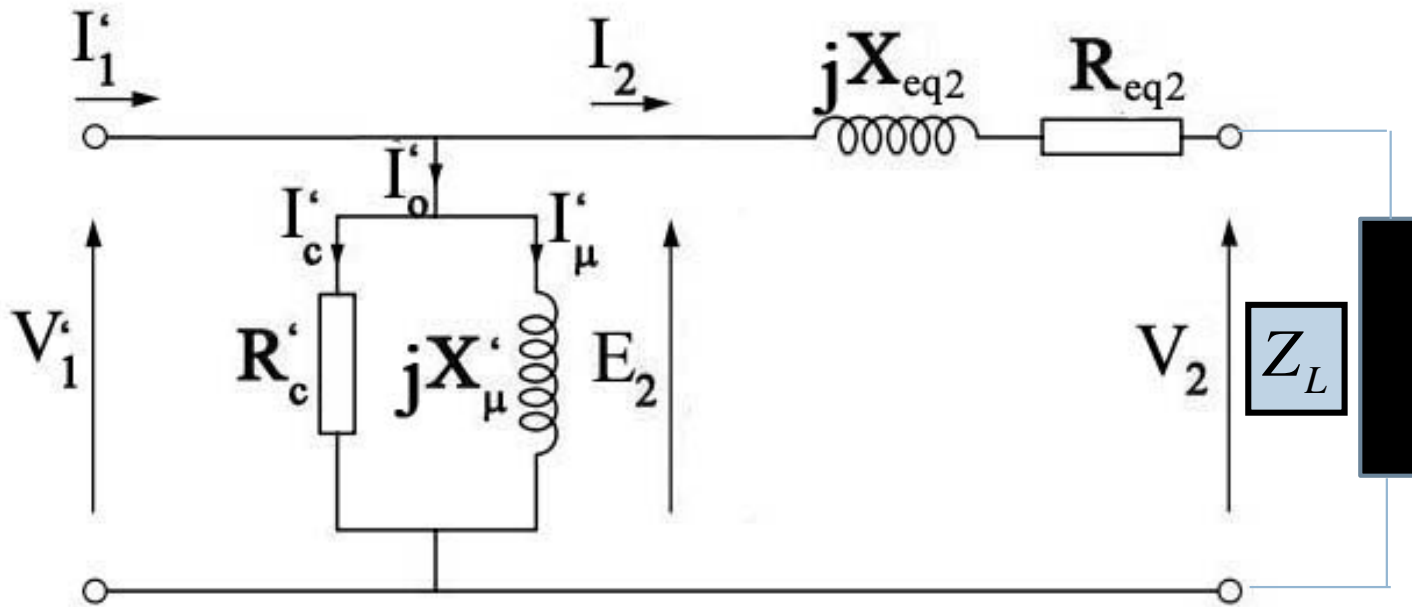 I‘1
I2
jXeq2
Req2
I‘o
I‘c
I‘μ
V‘1
R‘c
jX‘μ
E2
V2
ZL